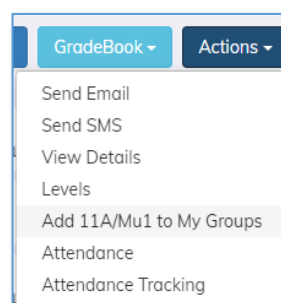 GradeBook Actions
Send Email
Send SMS
View Details
Levels
Add 11A/Mu1 to My Groups
Attendance
Attendance Tracking